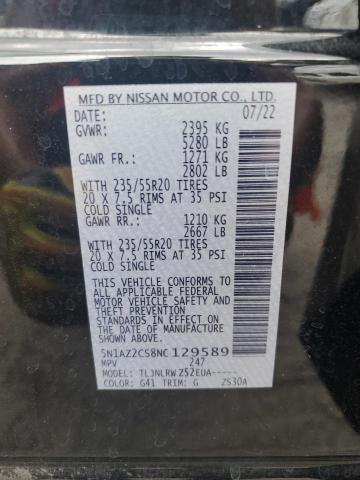 MFD BY NISSAN MOTOR CO., LTD.
DATE: 07/22
GVWR: 2395 KG
5280 LB
GAWR FR.: 1271 KG
2802 LB
WITH 235/55R20 TIRES
20 X 7.5 RIMS AT 35 PSI
COLD SINGLE
GAWR RR.: 1210 KG
2667 LB
WITH 235/55R20 TIRES
20 X 7.5 RIMS AT 35 PSI
COLD SINGLE
THIS VEHICLE CONFORMS TO
ALL APPLICABLE FEDERAL
MOTOR VEHICLE SAFETY
AND THEFT PREVENTION
STANDARDS IN EFFECT ON
THE DATE OF MANUFACTURE
SHOWN ABOVE.
5N1AZ2CS8NC129589
MPV 247
MODEL: TLJNLRWZ52EUA-----
COLOR: G41 TRIM: G ZS30A